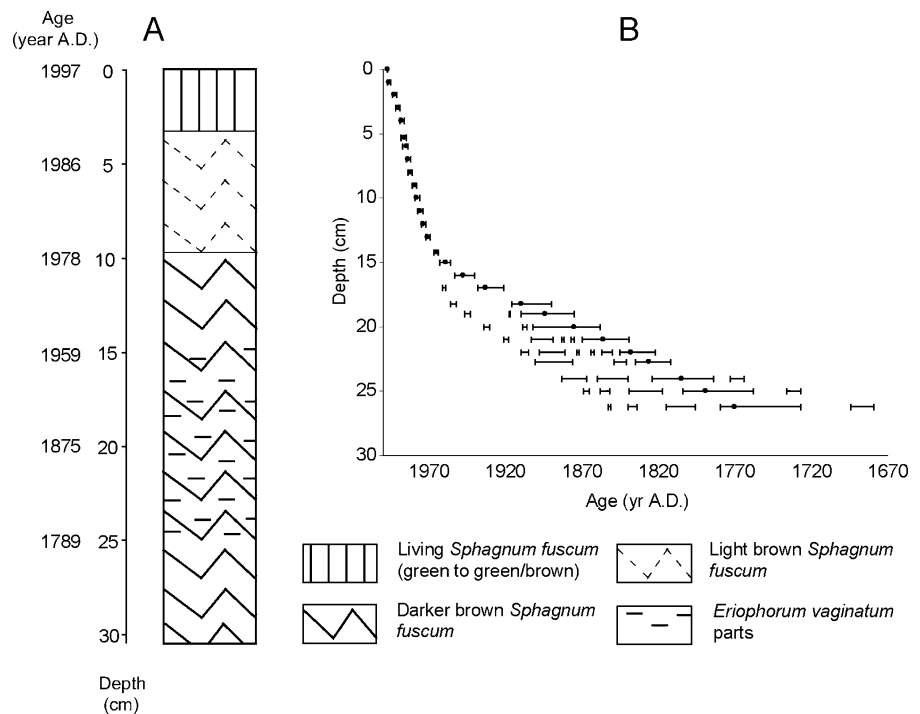 Age
(year A.D.)
A
B
1997
0
1986
5
1978
10
1959
15
1875
20
1789
25
30
Depth
(cm)
0
5
10
15
20
25
30
Depth (cm)
1970
1920
1870
1820
1770
1720
1670
Age (yr A.D.)
Living Sphagnum fuscum
(green to green/brown)
Light brown Sphagnum
fuscum
Darker brown Sphagnum
fuscum
Eriophorum vaginatum
parts